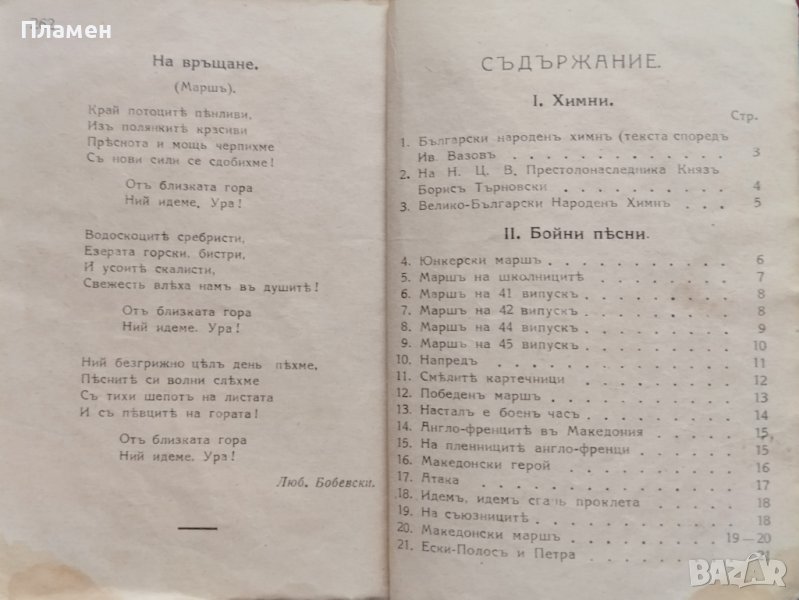 Пламен
262
На връщане.
(Маршъ).
Край потоцитѣ пѣнливи,
Изъ полянкитѣ красиви
Прѣснота и мощь черпихме
Съ нови сили се сдобихме!
Отъ близката гора
Ний идеме. Ура!
Водоскоцитѣ сребристи,
Езерата горски, бистри,
И усоитѣ скалисти,
Свежесть влѣха намъ въ душитѣ!
Отъ близката гора
Ний идеме. Ура!
Ний безгрижно цѣлъ день пѣхме,
Пѣснитѣ си волни слѣхме
Съ тихи шепотъ на листата
И съ пѣвцитѣ на гората!
Отъ близката гора
Ний идеме. Ура!
Люб. Бобевски.
СЪДЪРЖАНИЕ.
I. Химни.
Стр.
1. Български народенъ химнъ (текста споредъ
Ив. Вазовъ . . . . . . . . . 3
2. На Н. Ц. В. Престолонаследника Князъ
Борисъ Търновски . . . . . . . 4
3. Велико-Български Народенъ Химнъ . . . 5
II. Бойни пѣсни.
4. Юнкерски маршъ . . . . . . . . 6
5. Маршъ на школницитѣ . . . . . . 7
6. Маршъ на 41 випускъ . . . . . . 8
7. Маршъ на 42 випускъ . . . . . . 8
8. Маршъ на 44 випускъ . . . . . . 9
9. Маршъ на 45 випускъ . . . . . . 10
10. Напредъ . . . . . . . . . . 11
11. Смѣлитѣ картечници . . . . . . . 12
12. Победенъ маршъ . . . . . . . . 13
13. Насталъ е боенъ часъ . . . . . . 14
14. Англо-френцитѣ въ Македония . . . . 15
15. На пленницитѣ англо-френци . . . . . 15
16. Македонски герой . . . . . . . . 16
17. Атака . . . . . . . . . . . 17
18. Идемъ, идемъ сгань проклета . . . . 18
19. На съюзницитѣ . . . . . . . . 18
20. Македонски маршъ . . . . . . . 19—20
21. Ески-Полосъ и Петра . . . . . . . 21
BAZAR
bazar.bg